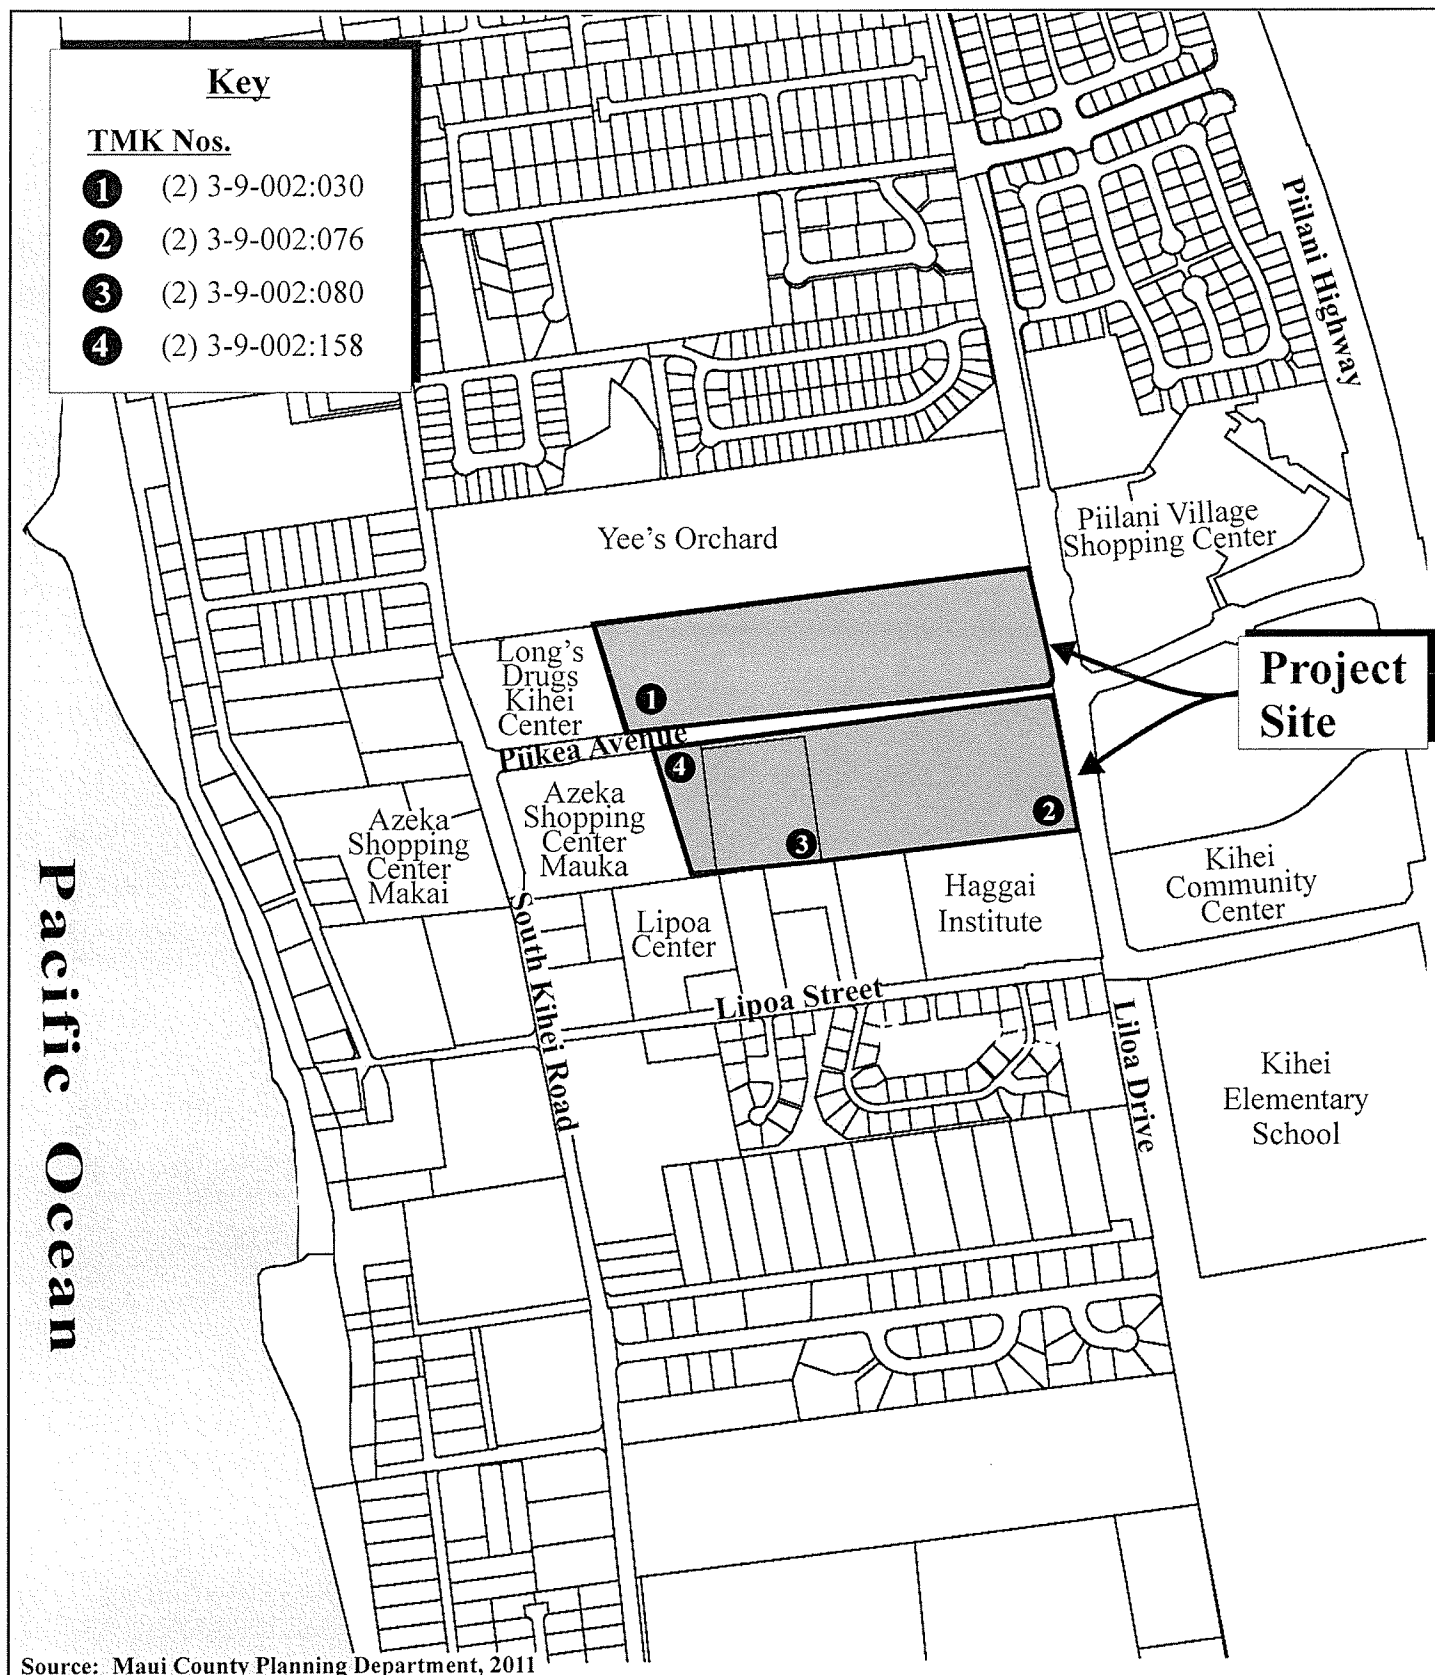 Key
TMK Nos.
1 (2) 3-9-002:030
2 (2) 3-9-002:076
3 (2) 3-9-002:080
4 (2) 3-9-002:158
Piilani Highway
Yee's Orchard
Piilani Village
Shopping Center
Long's
Drugs
Kihei
Center
1
Project
Site
Piikea Avenue
4
Azeka
Shopping
Center
Mauka
3
2
Azeka
Shopping
Center
Makai
Kihei
Community
Center
Haggai
Institute
Lipoa
Center
South Kihei Road
Lipoa Street
Liloa Drive
Kihei
Elementary
School
Pacific Ocean
Source: Maui County Planning Department, 2011